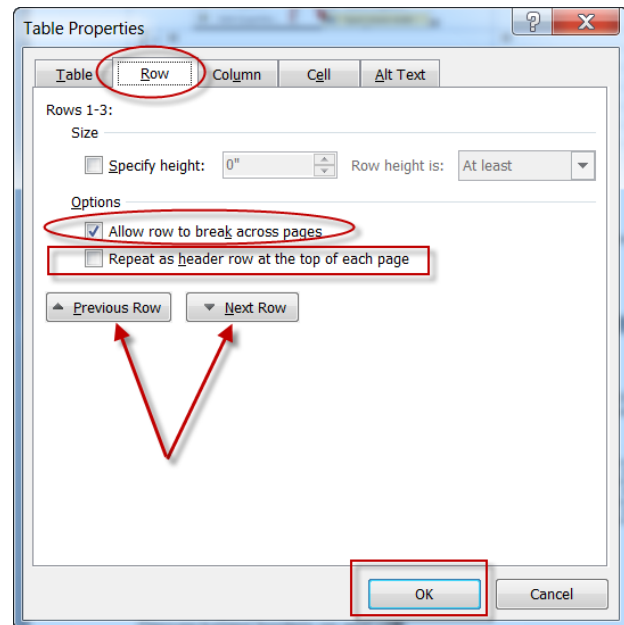 Table Properties
Table Row Column Cell Alt Text
Rows 1-3:
Size
Specify height: 0" Row height is: At least
Options
Allow row to break across pages
Repeat as header row at the top of each page
Previous Row Next Row
OK Cancel